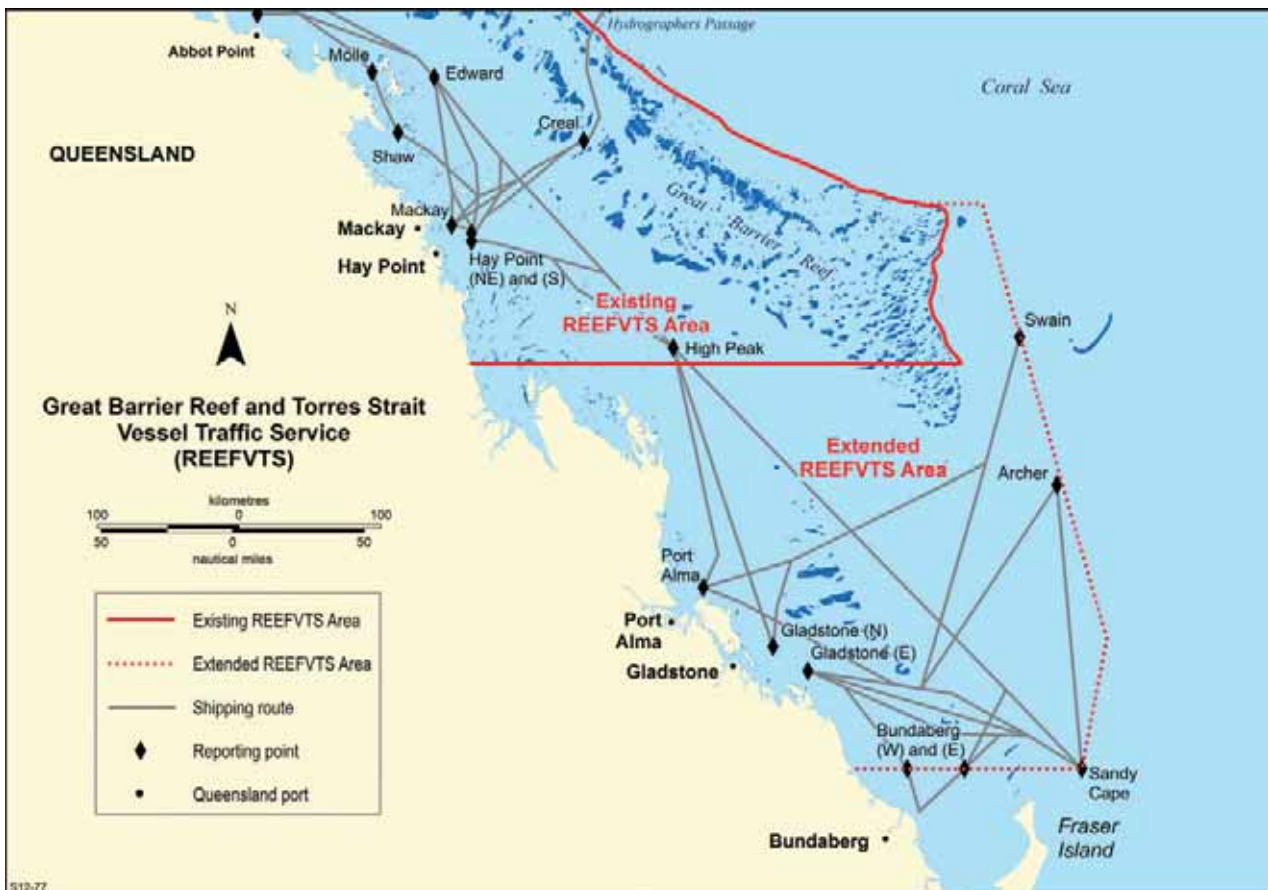 Hydrographers Passage
Abbot Point
Molle
Edward
Coral Sea
Creal
QUEENSLAND
Shaw
Great Barrier Reef
Mackay
Mackay
Hay Point
Hay Point
(NE) and (S)
Existing
REEFVTS Area
Swain
N
High Peak
Great Barrier Reef and Torres Strait
Vessel Traffic Service
(REEFVTS)
Extended
REEFVTS Area
Archer
kilometres
100 0 100
50 0 50
nautical miles
Port
Alma
Existing REEFVTS Area
Extended REEFVTS Area
Shipping route
Reporting point
Queensland port
Port
Alma
Gladstone (N)
Gladstone (E)
Gladstone
Bundaberg
(W) and (E)
Sandy
Cape
Bundaberg
Fraser
Island
S12-77